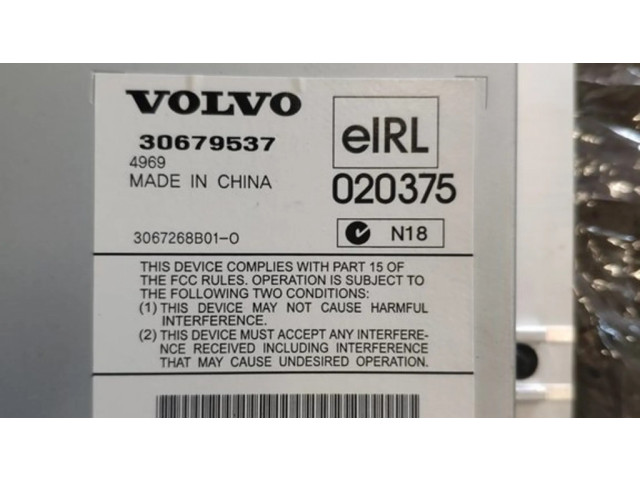 VOLVO
30679537
4969
MADE IN CHINA
eIRL
020375
3067268B01-O
N18
THIS DEVICE COMPLIES WITH PART 15 OF
THE FCC RULES. OPERATION IS SUBJECT TO
THE FOLLOWING TWO CONDITIONS:
(1) THIS DEVICE MAY NOT CAUSE HARMFUL
INTERFERENCE.
(2) THIS DEVICE MUST ACCEPT ANY INTERFERE-
NCE RECEIVED INCLUDING INTERFERENCE
THAT MAY CAUSE UNDESIRED OPERATION.